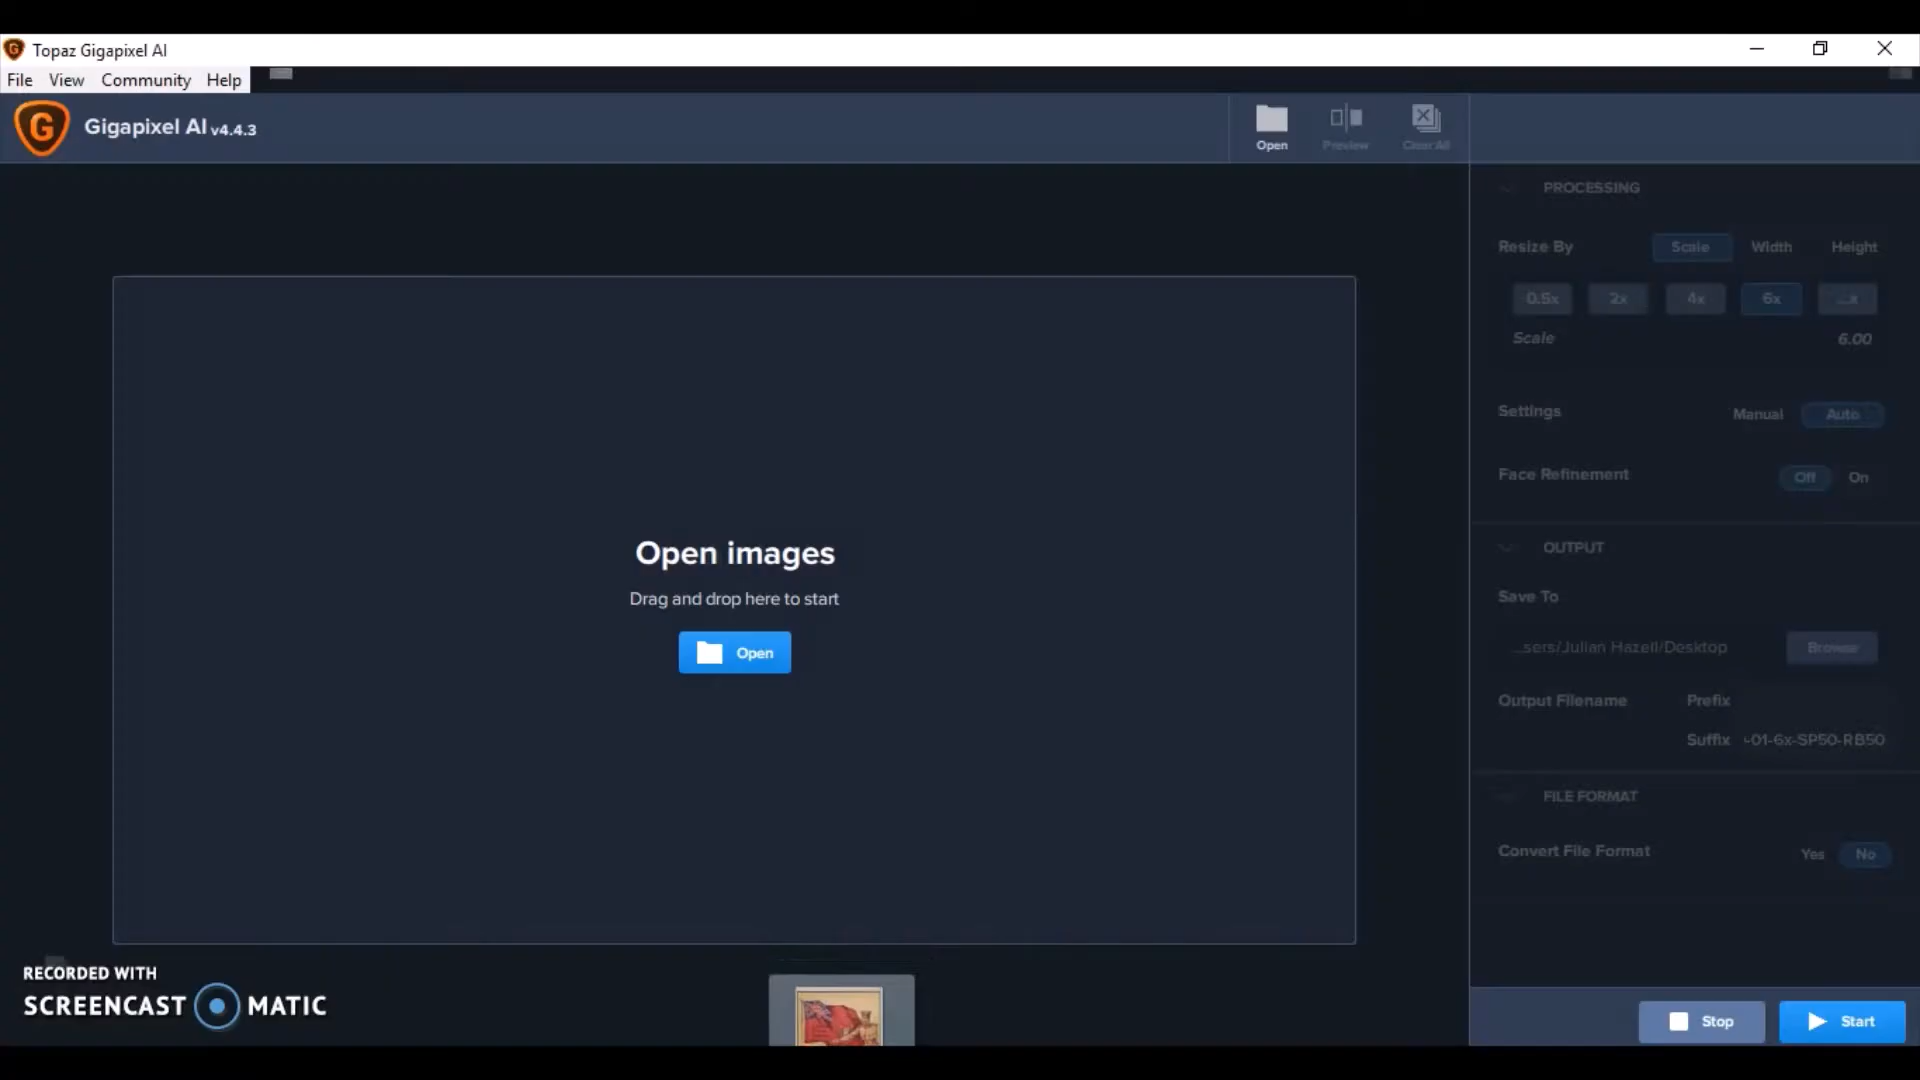 Topaz Gigapixel AI
File View Community Help
G
Gigapixel AI v4.4.3
Open Preview Clear All
PROCESSING
Resize By Scale Width Height
0.5x 2x 4x 6x ...x
Scale 6.00
Settings Manual Auto
Face Refinement Off On
Open images
Drag and drop here to start
Open
OUTPUT
Save To
...sers/Julian Hazell/Desktop Browse
Output Filename Prefix
Suffix -01-6x-SP50-RB50
FILE FORMAT
Convert File Format Yes No
RECORDED WITH
SCREENCAST MATIC
Stop Start